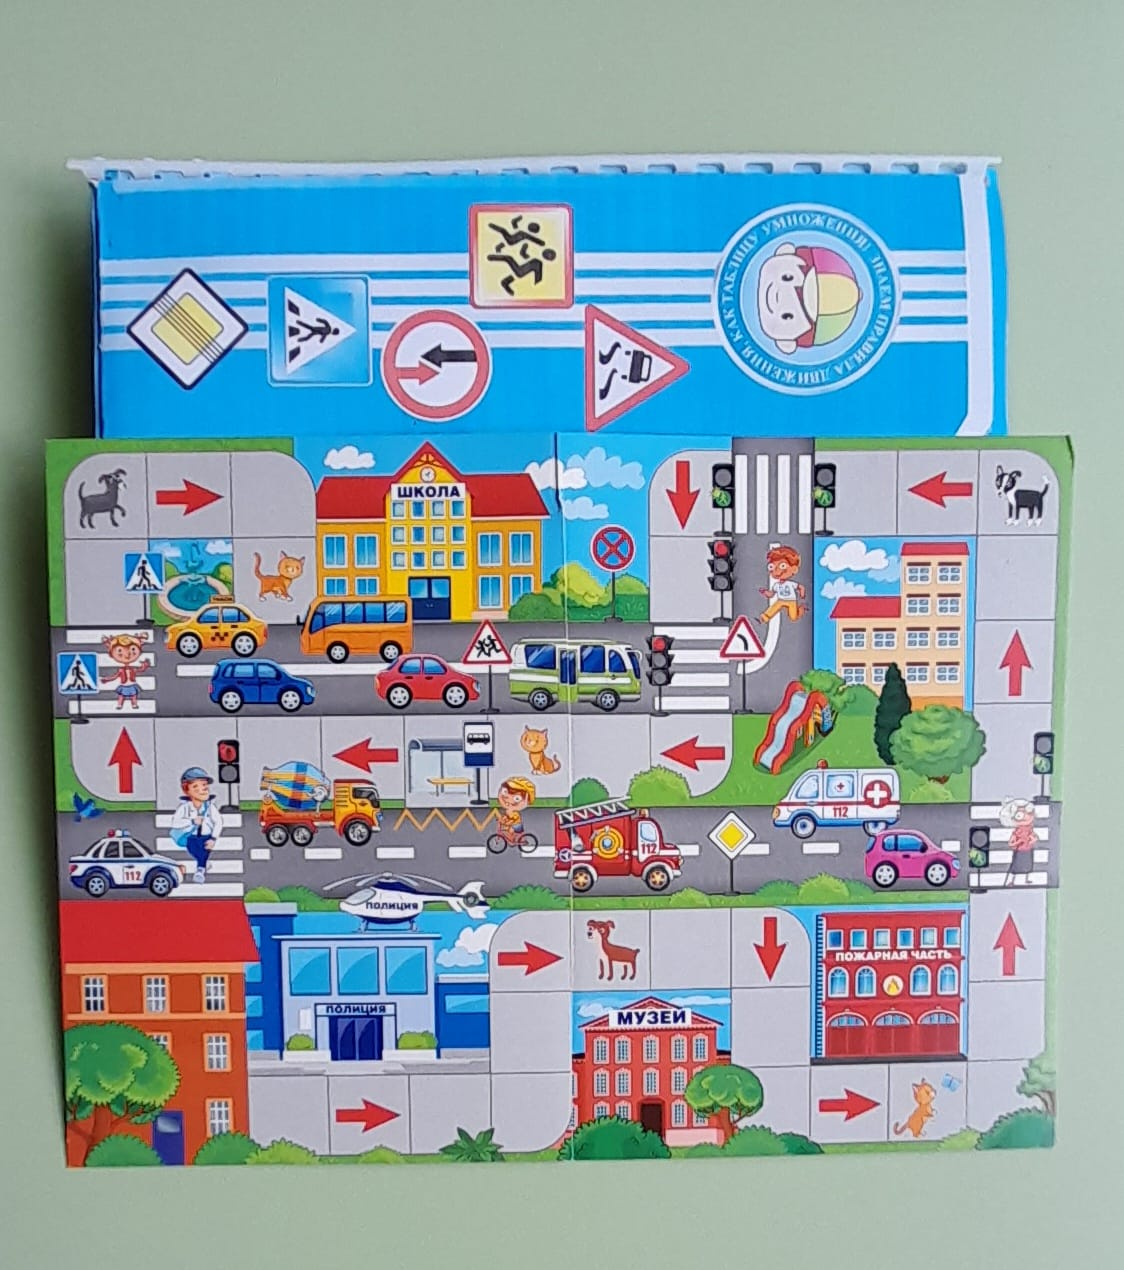 ЗНАЕМ ПРАВИЛА ДВИЖЕНИЯ, КАК ТАБЛИЦУ УМНОЖЕНИЯ!
ШКОЛА
112
112
112
ПОЛИЦИЯ
ПОЛИЦИЯ
ПОЖАРНАЯ ЧАСТЬ
МУЗЕЙ